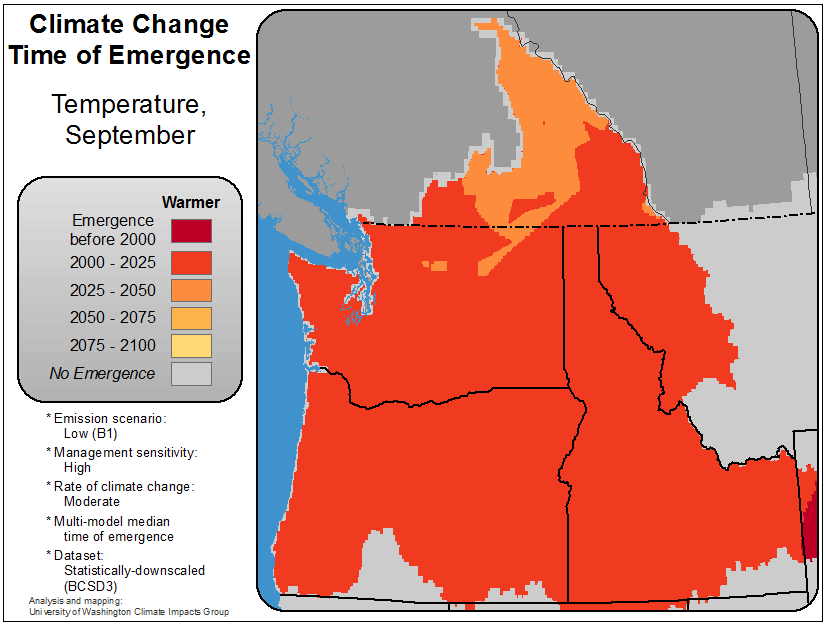 Climate Change
Time of Emergence
Temperature,
September
Warmer
Emergence
before 2000
2000 - 2025
2025 - 2050
2050 - 2075
2075 - 2100
No Emergence
* Emission scenario:
Low (B1)
* Management sensitivity:
High
* Rate of climate change:
Moderate
* Multi-model median
time of emergence
* Dataset:
Statistically-downscaled
(BCSD3)
Analysis and mapping:
University of Washington Climate Impacts Group